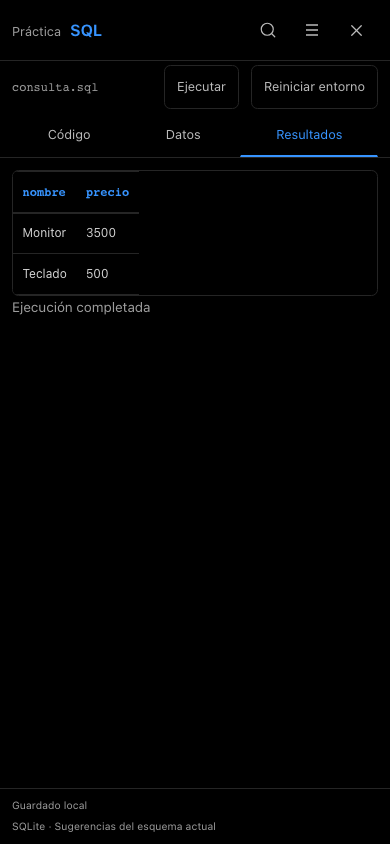 Práctica SQL
consulta.sql Ejecutar Reiniciar entorno
Código Datos Resultados
nombre precio
Monitor 3500
Teclado 500
Ejecución completada
Guardado local
SQLite · Sugerencias del esquema actual